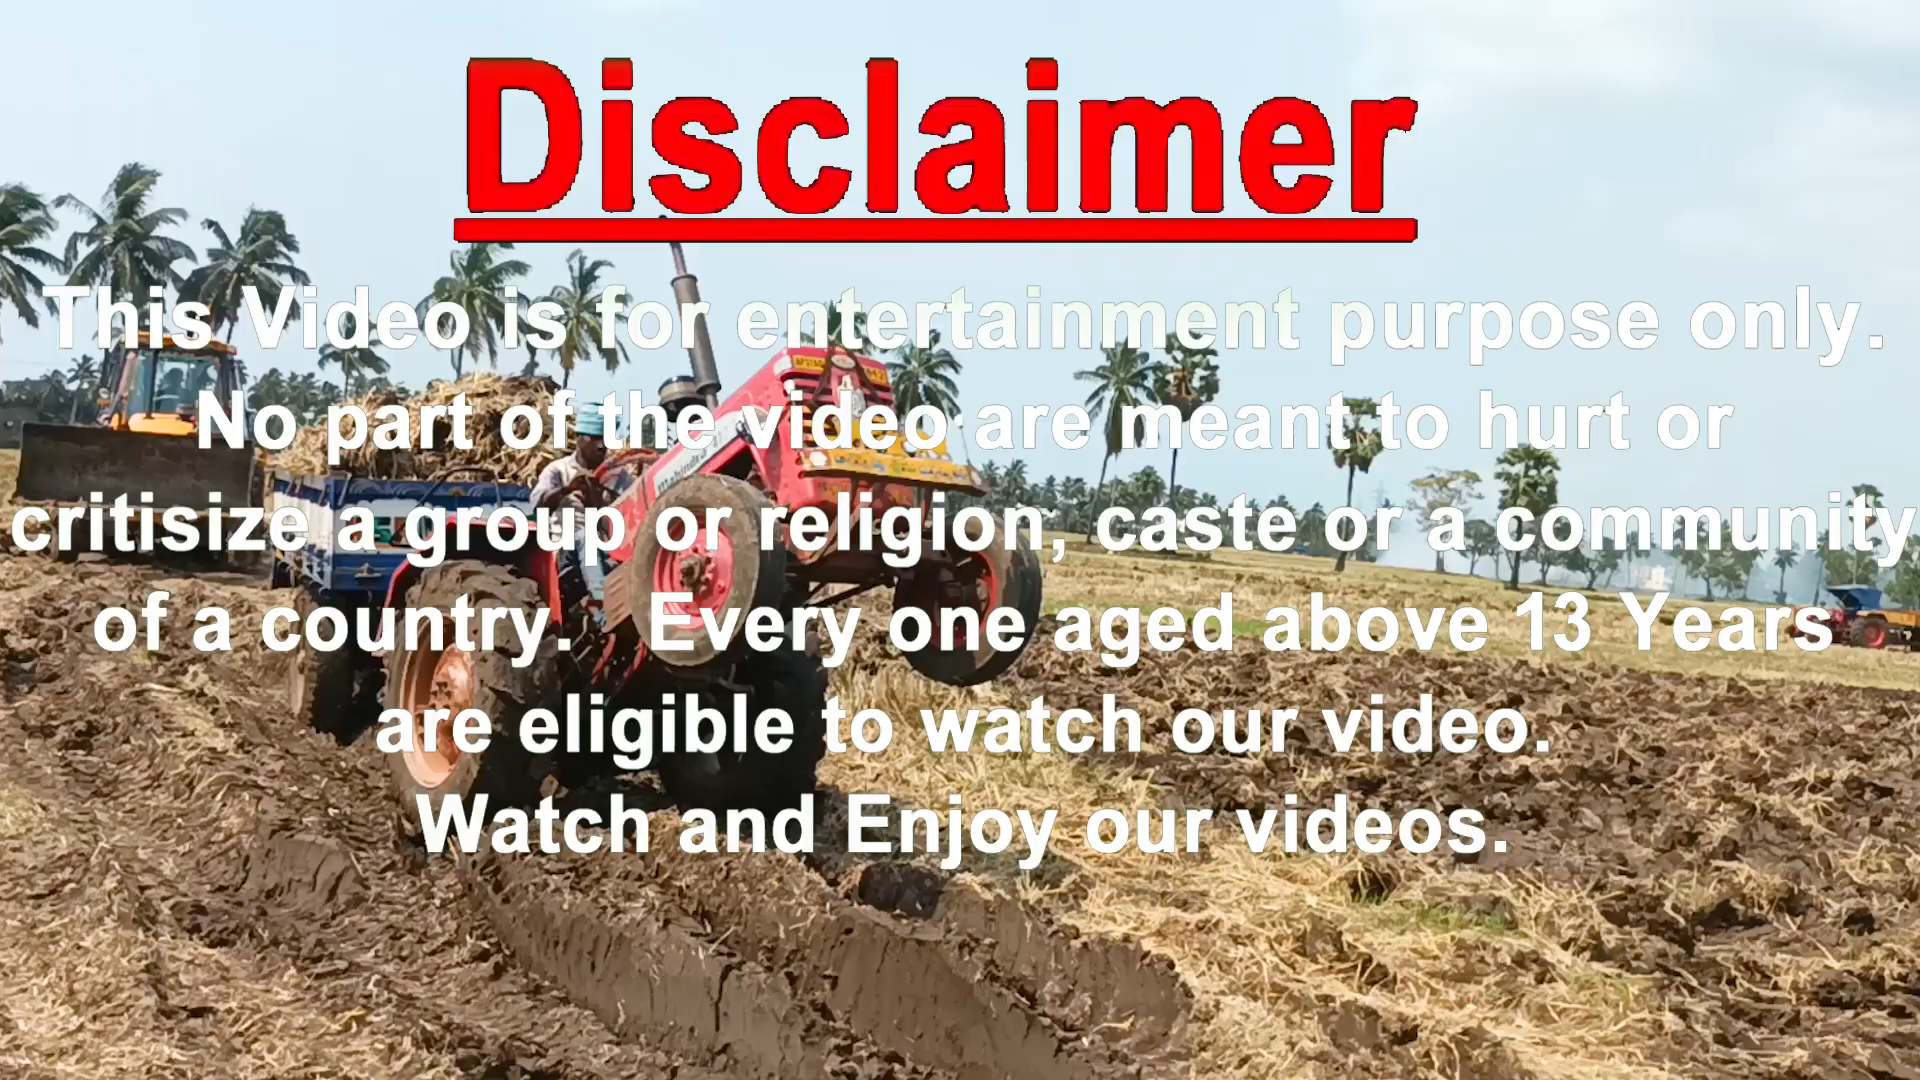 Disclaimer
This Video is for entertainment purpose only.
No part of the video are meant to hurt or
critisize a group or religion, caste or a community
of a country. Every one aged above 13 Years
are eligible to watch our video.
Watch and Enjoy our videos.